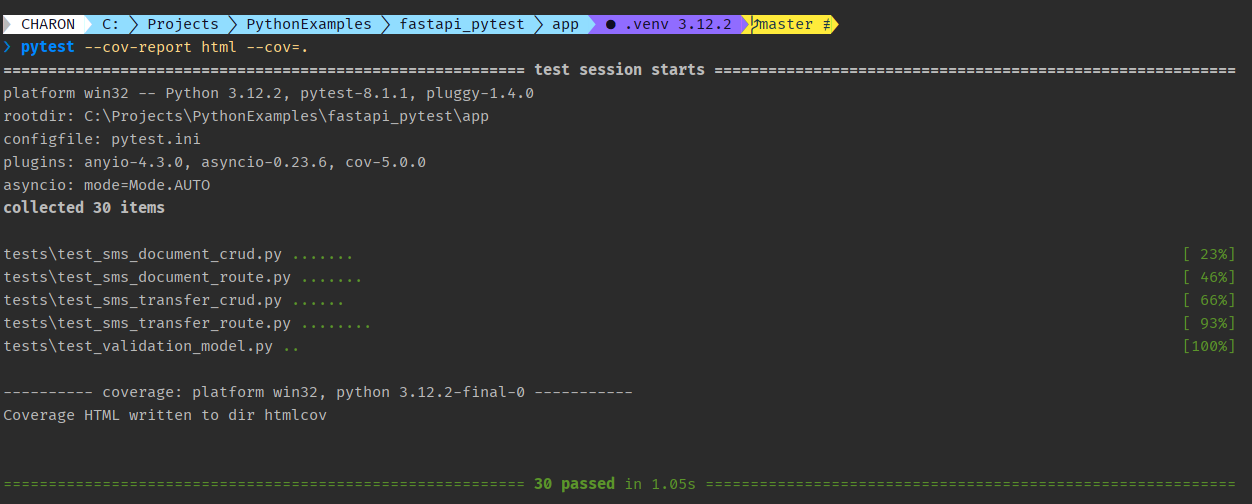 CHARON C: Projects PythonExamples fastapi_pytest app ● .venv 3.12.2 master ≢
❯ pytest --cov-report html --cov=.
========================================================== test session starts ==========================================================
platform win32 -- Python 3.12.2, pytest-8.1.1, pluggy-1.4.0
rootdir: C:\Projects\PythonExamples\fastapi_pytest\app
configfile: pytest.ini
plugins: anyio-4.3.0, asyncio-0.23.6, cov-5.0.0
asyncio: mode=Mode.AUTO
collected 30 items
tests\test_sms_document_crud.py ....... [ 23%]
tests\test_sms_document_route.py ....... [ 46%]
tests\test_sms_transfer_crud.py ...... [ 66%]
tests\test_sms_transfer_route.py ........ [ 93%]
tests\test_validation_model.py .. [100%]
---------- coverage: platform win32, python 3.12.2-final-0 -----------
Coverage HTML written to dir htmlcov
========================================================== 30 passed in 1.05s ===========================================================